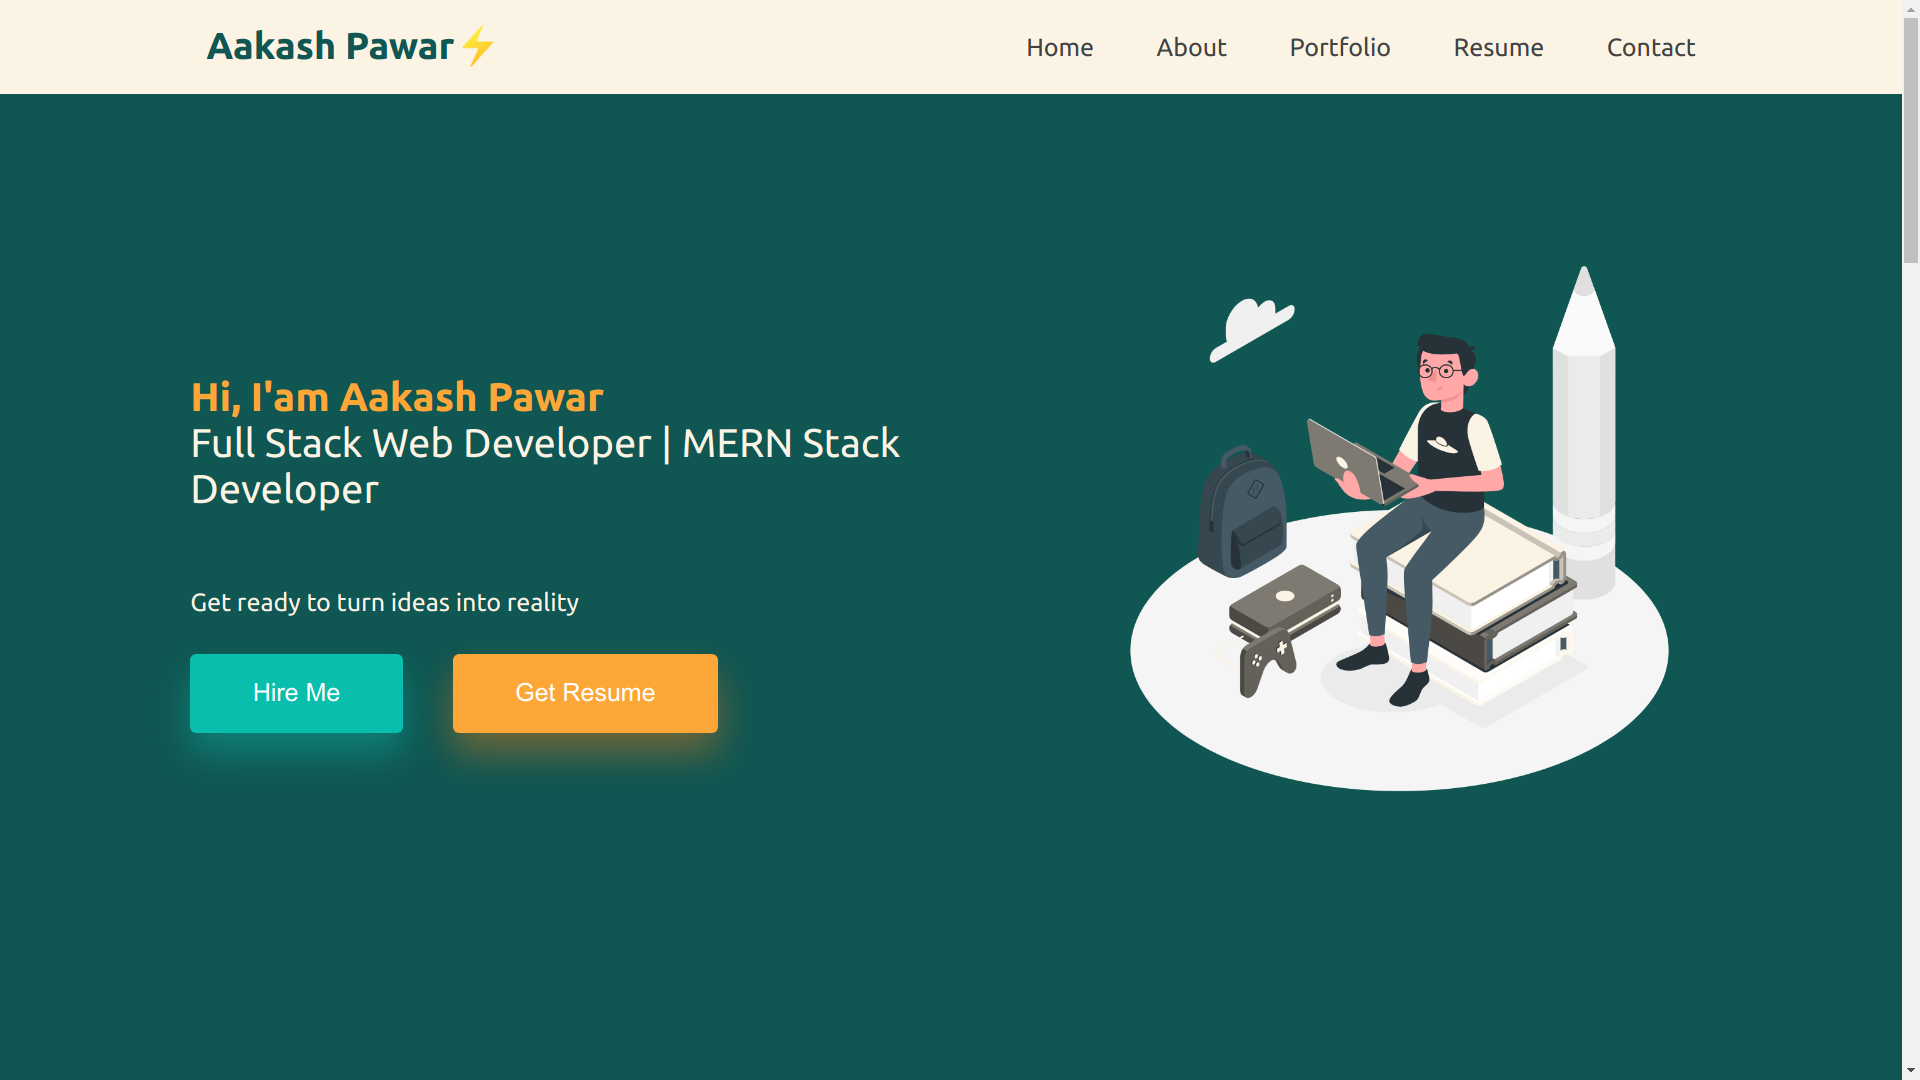 Aakash Pawar⚡
Home About Portfolio Resume Contact
Hi, I'am Aakash Pawar
Full Stack Web Developer | MERN Stack
Developer
Get ready to turn ideas into reality
Hire Me Get Resume